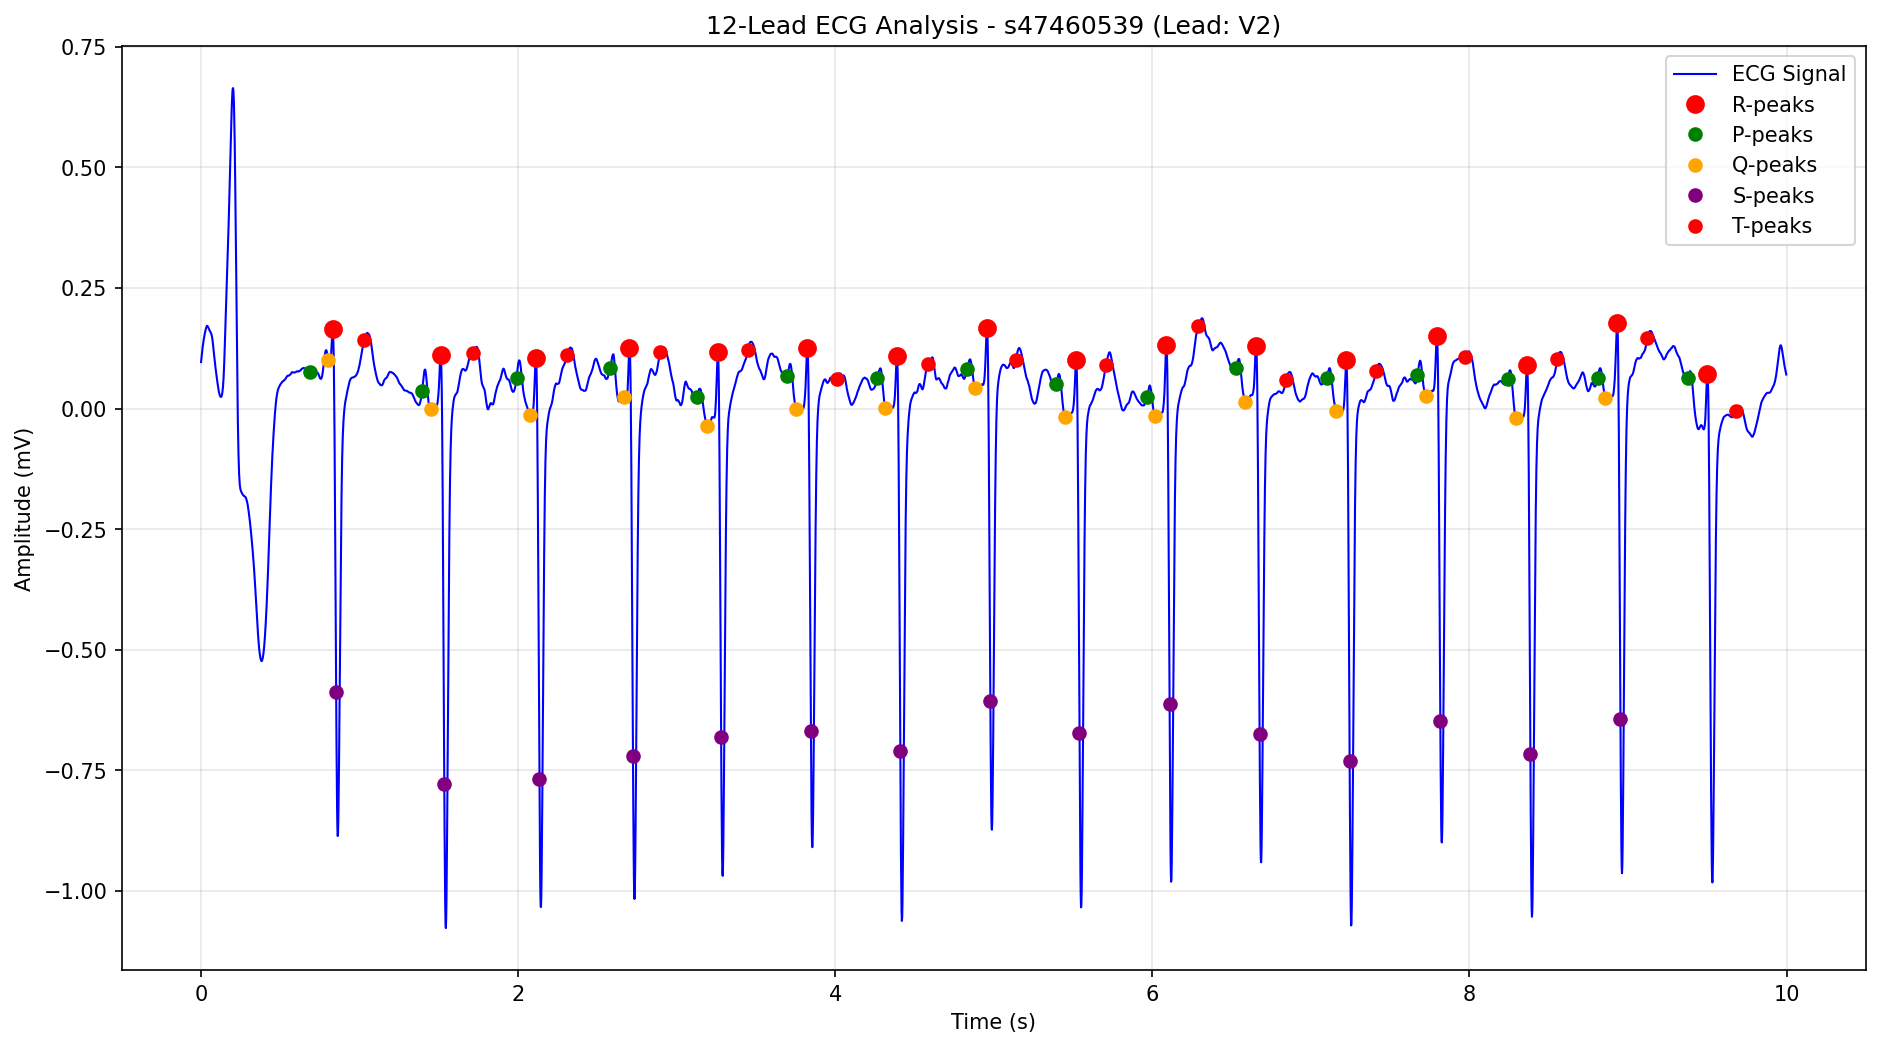 12-Lead ECG Analysis - s47460539 (Lead: V2)
ECG Signal
R-peaks
P-peaks
Q-peaks
S-peaks
T-peaks
Amplitude (mV)
0.75
0.50
0.25
0.00
−0.25
−0.50
−0.75
−1.00
0 2 4 6 8 10
Time (s)